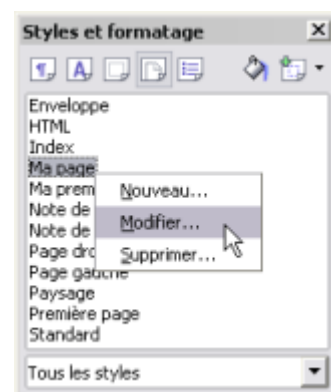 Styles et formatage
Enveloppe
HTML
Index
Ma page
Ma prem
Nouveau...
Note de
Modifier...
Note de
Page dro
Supprimer...
Page gauche
Paysage
Première page
Standard
Tous les styles